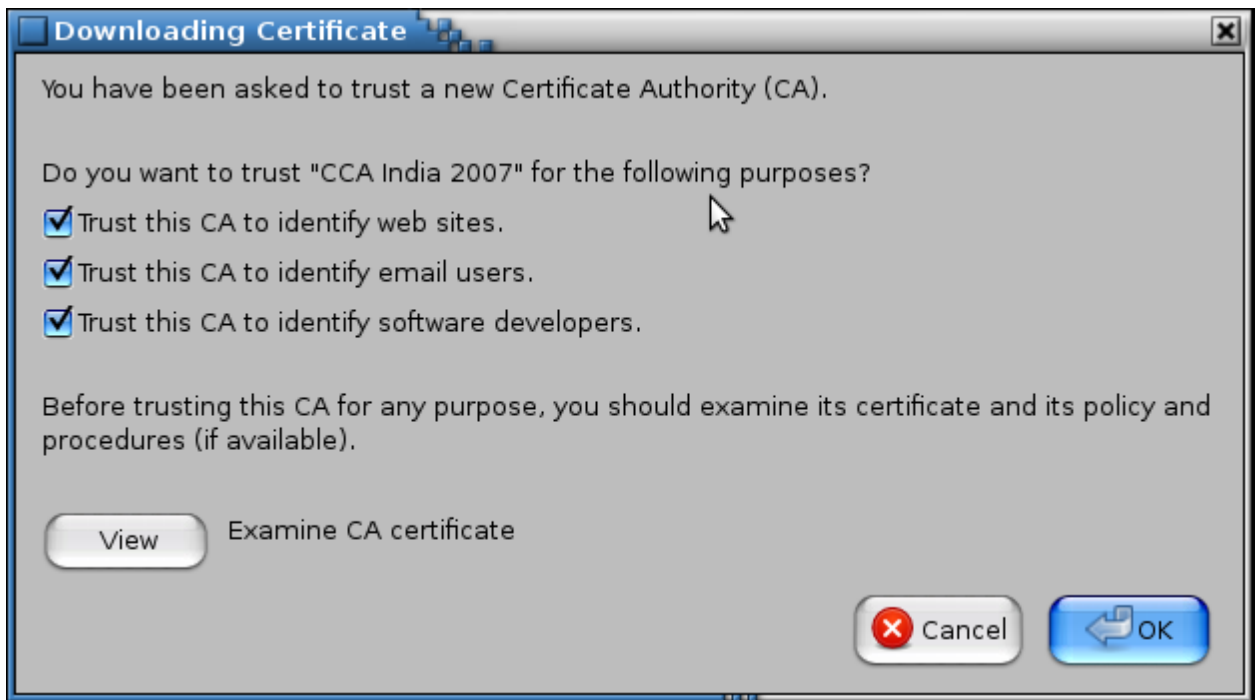 Downloading Certificate
You have been asked to trust a new Certificate Authority (CA).
Do you want to trust "CCA India 2007" for the following purposes?
Trust this CA to identify web sites.
Trust this CA to identify email users.
Trust this CA to identify software developers.
Before trusting this CA for any purpose, you should examine its certificate and its policy and
procedures (if available).
View Examine CA certificate
Cancel OK